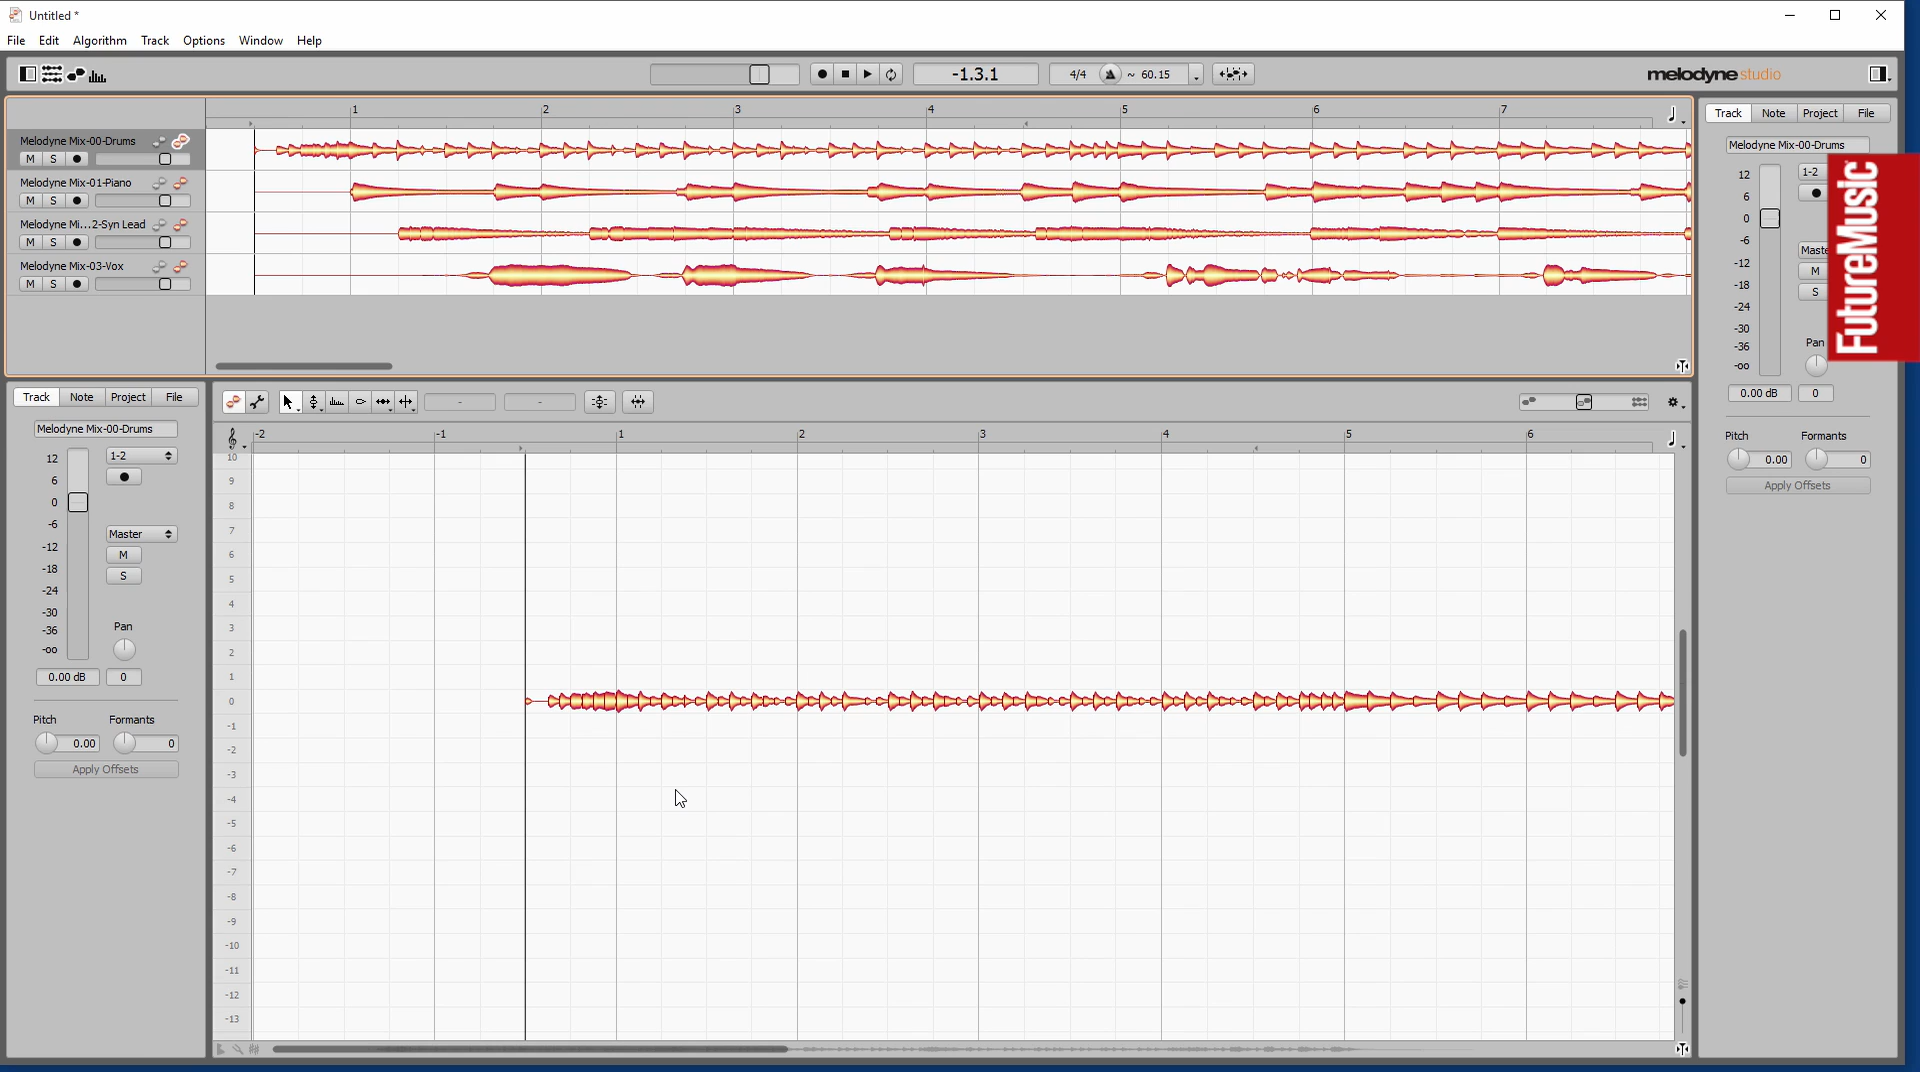 Untitled *
File Edit Algorithm Track Options Window Help
-1.3.1
4/4 ~ 60.15
melodyne studio
1 2 3 4 5 6 7
Melodyne Mix-00-Drums
M S
Melodyne Mix-01-Piano
M S
Melodyne Mi...2-Syn Lead
M S
Melodyne Mix-03-Vox
M S
Track Note Project File
Melodyne Mix-00-Drums
12
6
0
-6
-12
-18
-24
-30
-36
-oo
1-2
Master
M
S
Pan
0.00 dB 0
Pitch Formants
0.00 0
Apply Offsets
- -
-2 -1 1 2 3 4 5 6
10
9
8
7
6
5
4
3
2
1
0
-1
-2
-3
-4
-5
-6
-7
-8
-9
-10
-11
-12
-13
Track Note Project File
Melodyne Mix-00-Drums
12
6
0
-6
-12
-18
-24
-30
-36
-oo
1-2
Maste
M
S
Pan
0.00 dB 0
Pitch Formants
0.00 0
Apply Offsets
FutureMusic